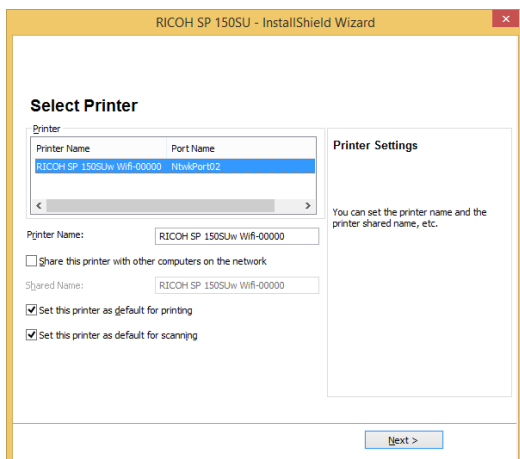 RICOH SP 150SU - InstallShield Wizard
Select Printer
Printer
Printer Name Port Name
RICOH SP 150SUw Wifi-00000 NtwkPort02
Printer Settings
You can set the printer name and the
printer shared name, etc.
Printer Name: RICOH SP 150SUw Wifi-00000
Share this printer with other computers on the network
Shared Name: RICOH SP 150SUw Wifi-00000
Set this printer as default for printing
Set this printer as default for scanning
Next >